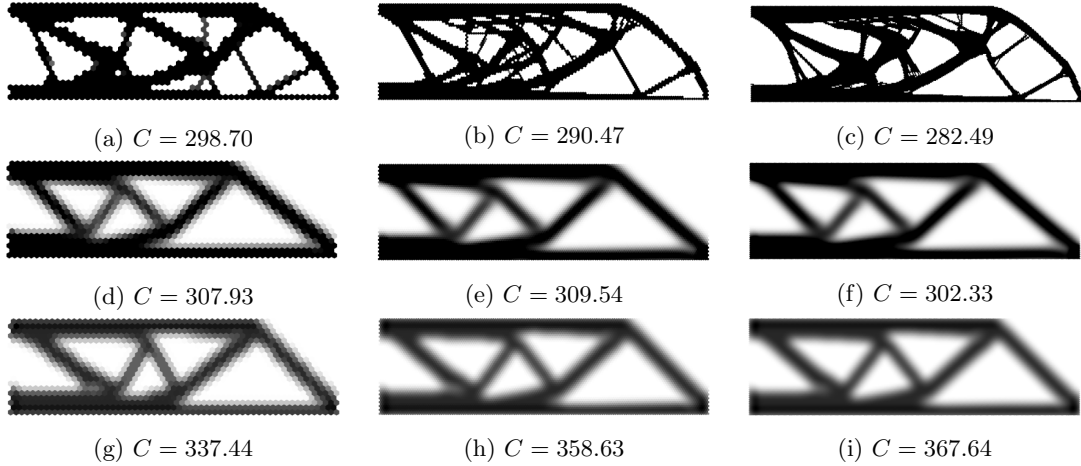 (a) C = 298.70
(b) C = 290.47
(c) C = 282.49
(d) C = 307.93
(e) C = 309.54
(f) C = 302.33
(g) C = 337.44
(h) C = 358.63
(i) C = 367.64